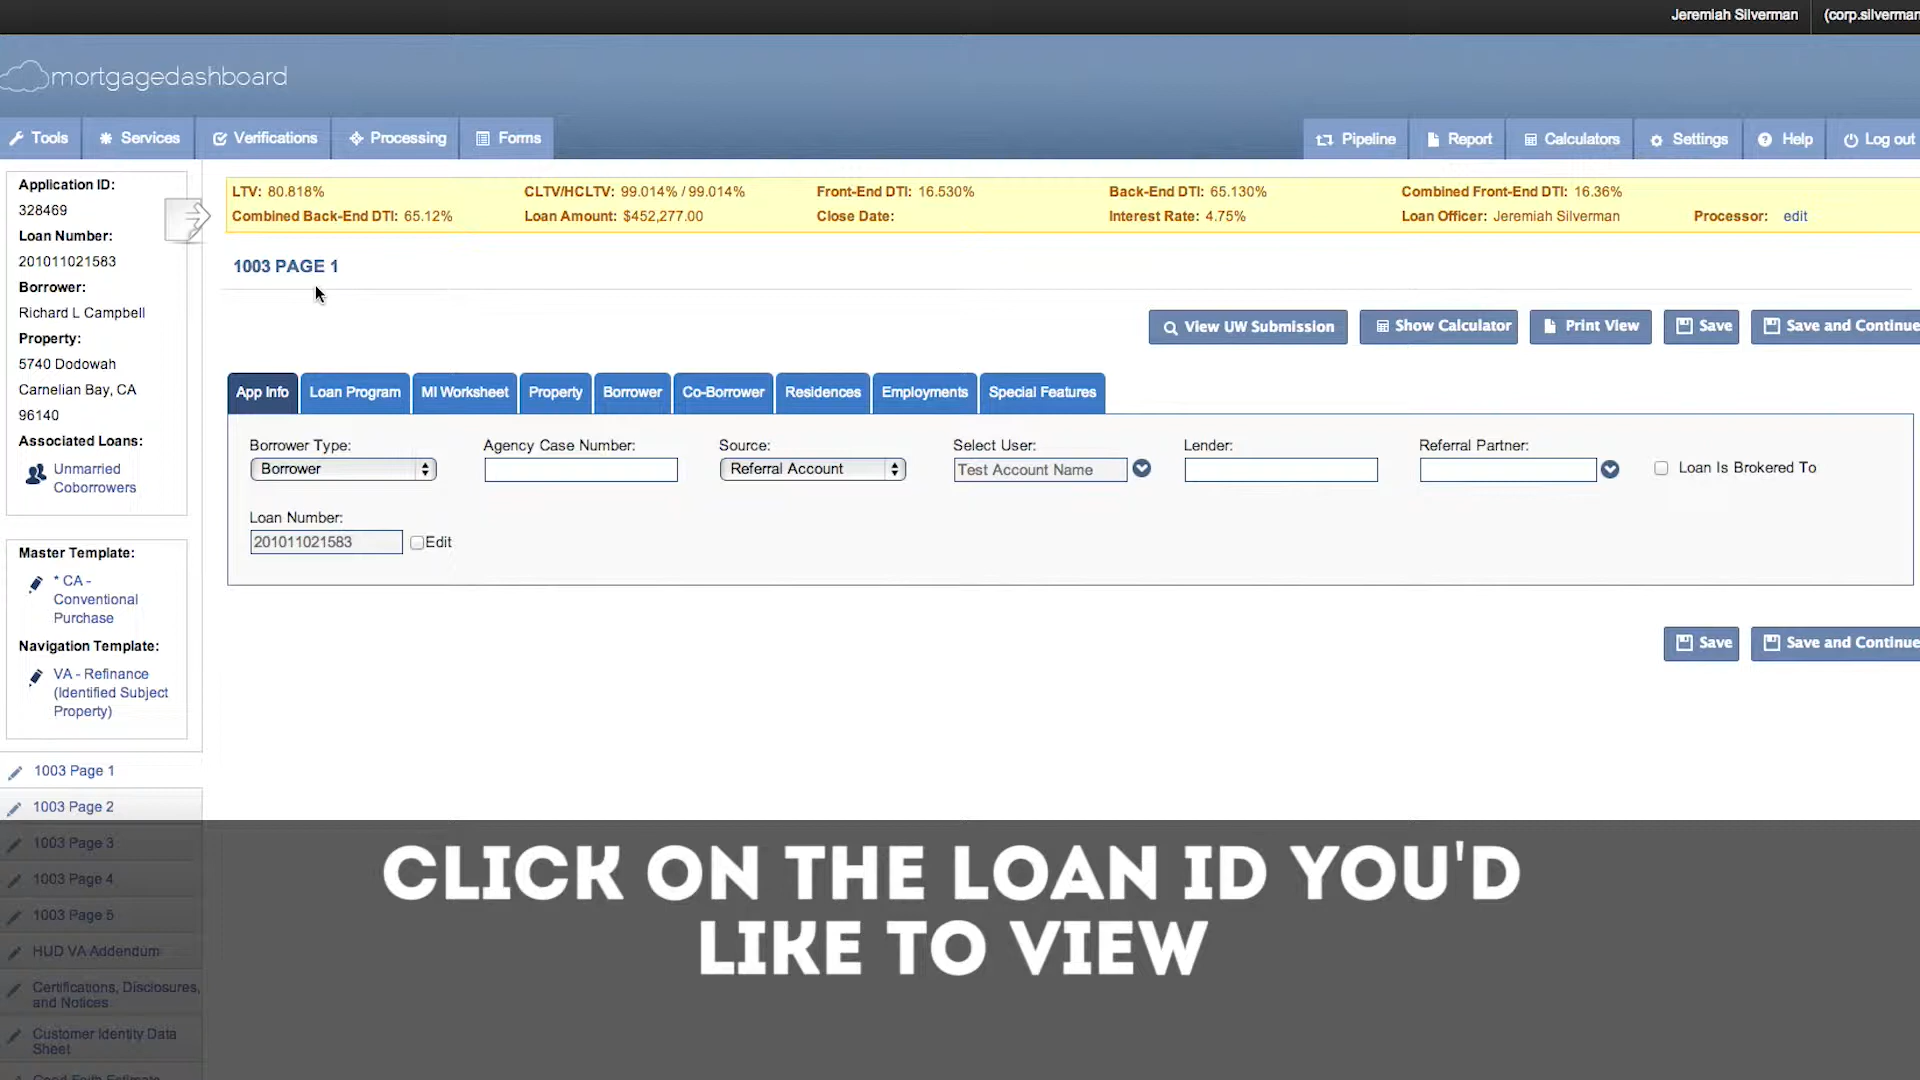 Jeremiah Silverman
(corp.silverman
mortgagedashboard
Tools
Services
Verifications
Processing
Forms
Pipeline
Report
Calculators
Settings
Help
Log out
Application ID:
328469
Loan Number:
201011021583
Borrower:
Richard L Campbell
Property:
5740 Dodowah
Carnelian Bay, CA
96140
Associated Loans:
Unmarried
Coborrowers
Master Template:
* CA -
Conventional
Purchase
Navigation Template:
VA - Refinance
(Identified Subject
Property)
1003 Page 1
1003 Page 2
1003 Page 3
1003 Page 4
1003 Page 5
HUD VA Addendum
Certifications, Disclosures,
and Notices
Customer Identity Data
Sheet
LTV: 80.818% CLTV/HCLTV: 99.014% / 99.014% Front-End DTI: 16.530% Back-End DTI: 65.130% Combined Front-End DTI: 16.36%
Combined Back-End DTI: 65.12% Loan Amount: $452,277.00 Close Date: Interest Rate: 4.75% Loan Officer: Jeremiah Silverman Processor: edit
1003 PAGE 1
View UW Submission
Show Calculator
Print View
Save
Save and Continue
App Info
Loan Program
MI Worksheet
Property
Borrower
Co-Borrower
Residences
Employments
Special Features
Borrower Type: Agency Case Number: Source: Select User: Lender: Referral Partner:
Borrower Referral Account Test Account Name Loan Is Brokered To
Loan Number:
201011021583 Edit
Save
Save and Continue
CLICK ON THE LOAN ID YOU'D
LIKE TO VIEW